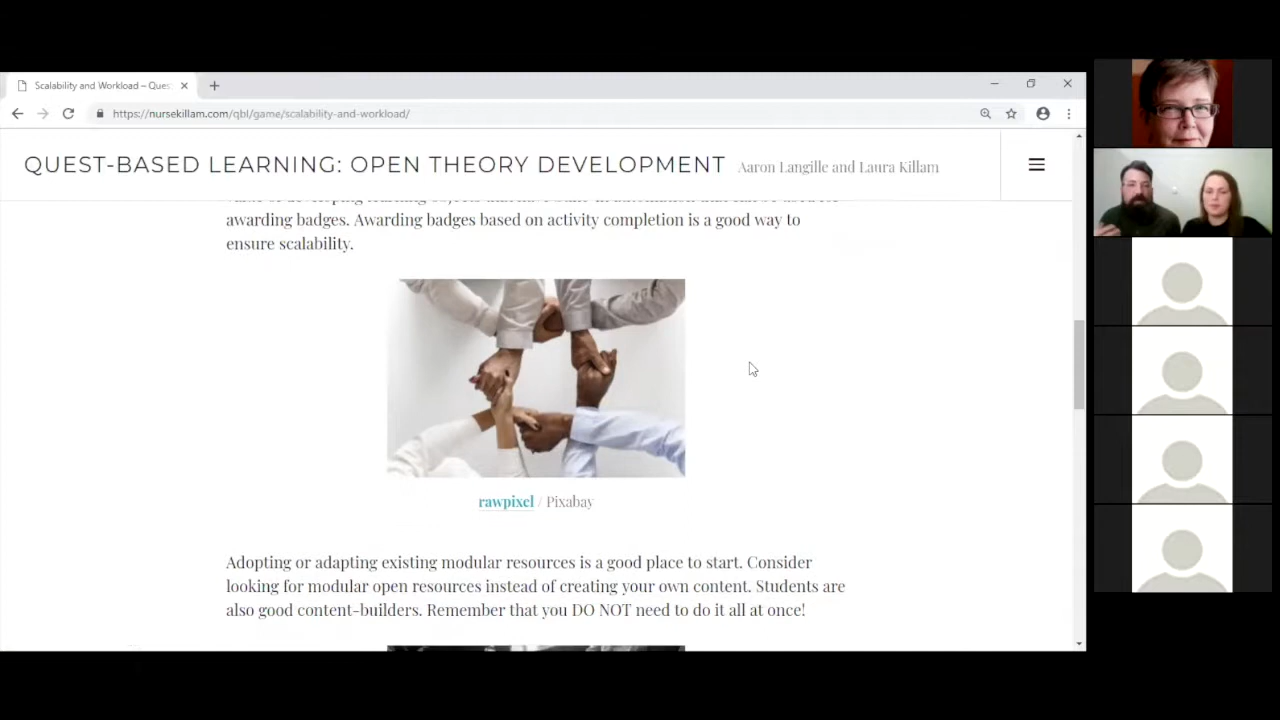 Scalability and Workload – Ques
https://nursekillam.com/qbl/game/scalability-and-workload/
QUEST-BASED LEARNING: OPEN THEORY DEVELOPMENT Aaron Langille and Laura Killam
awarding badges. Awarding badges based on activity completion is a good way to
ensure scalability.
rawpixel / Pixabay
Adopting or adapting existing modular resources is a good place to start. Consider
looking for modular open resources instead of creating your own content. Students are
also good content-builders. Remember that you DO NOT need to do it all at once!